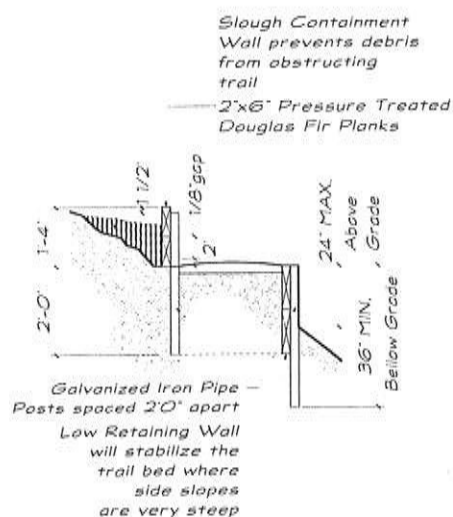 Slough Containment
Wall prevents debris
from obstructing
trail
2"x6" Pressure Treated
Douglas Fir Planks
1 1/2"
1/8" gap
2"
1'-4"
2'-0"
24" MAX.
Above
Grade
36" MIN.
Bellow Grade
Galvanized Iron Pipe
Posts spaced 2'0" apart
Low Retaining Wall
will stabilize the
trail bed where
side slopes
are very steep